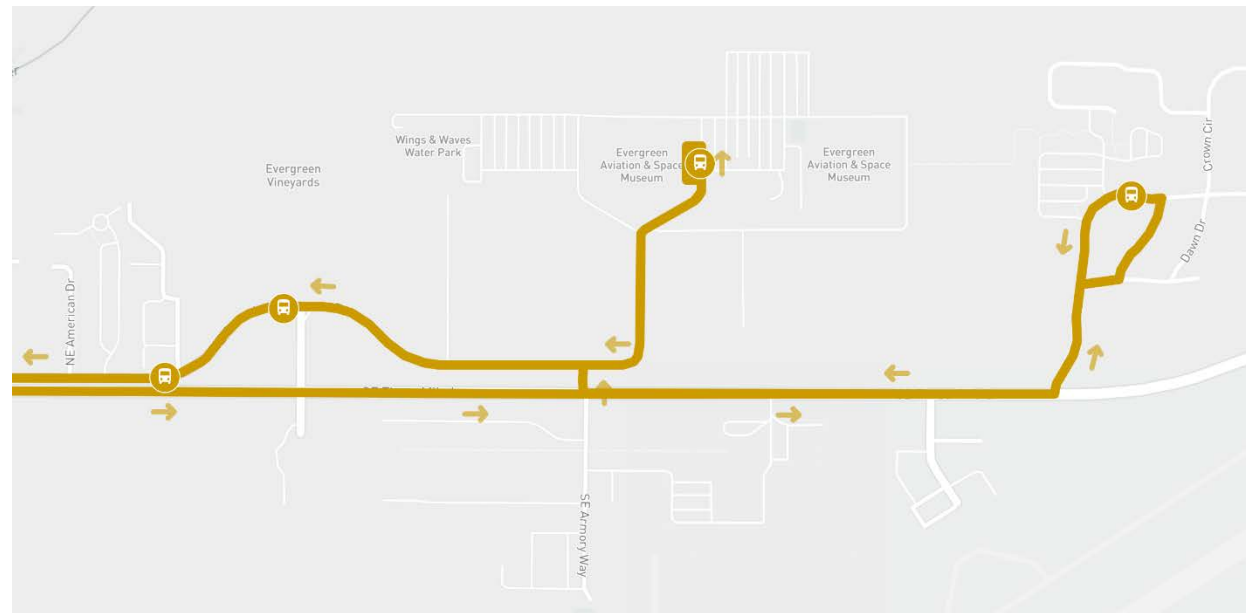 Wings & Waves
Water Park
Evergreen
Aviation & Space
Museum
Evergreen
Aviation & Space
Museum
Evergreen
Vineyards
Crown Cir
Dawn Dr
NE American Dr
SE Armory Way